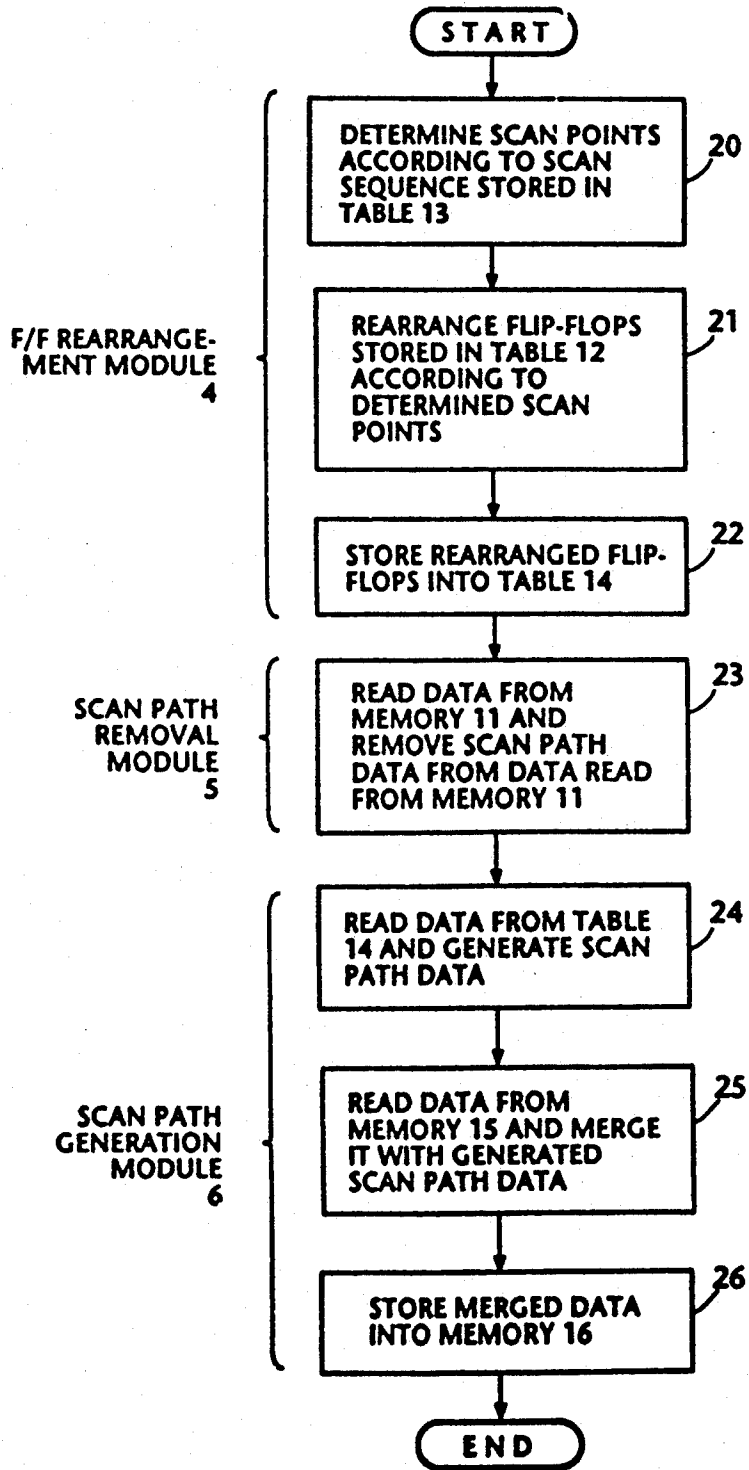 START
DETERMINE SCAN POINTS
ACCORDING TO SCAN
SEQUENCE STORED IN
TABLE 13
20
REARRANGE FLIP-FLOPS
STORED IN TABLE 12
ACCORDING TO
DETERMINED SCAN
POINTS
21
F/F REARRANGE-
MENT MODULE
4
STORE REARRANGED FLIP-
FLOPS INTO TABLE 14
22
READ DATA FROM
MEMORY 11 AND
REMOVE SCAN PATH
DATA FROM DATA READ
FROM MEMORY 11
23
SCAN PATH
REMOVAL
MODULE
5
READ DATA FROM TABLE
14 AND GENERATE SCAN
PATH DATA
24
READ DATA FROM
MEMORY 15 AND MERGE
IT WITH GENERATED
SCAN PATH DATA
25
SCAN PATH
GENERATION
MODULE
6
STORE MERGED DATA
INTO MEMORY 16
26
END